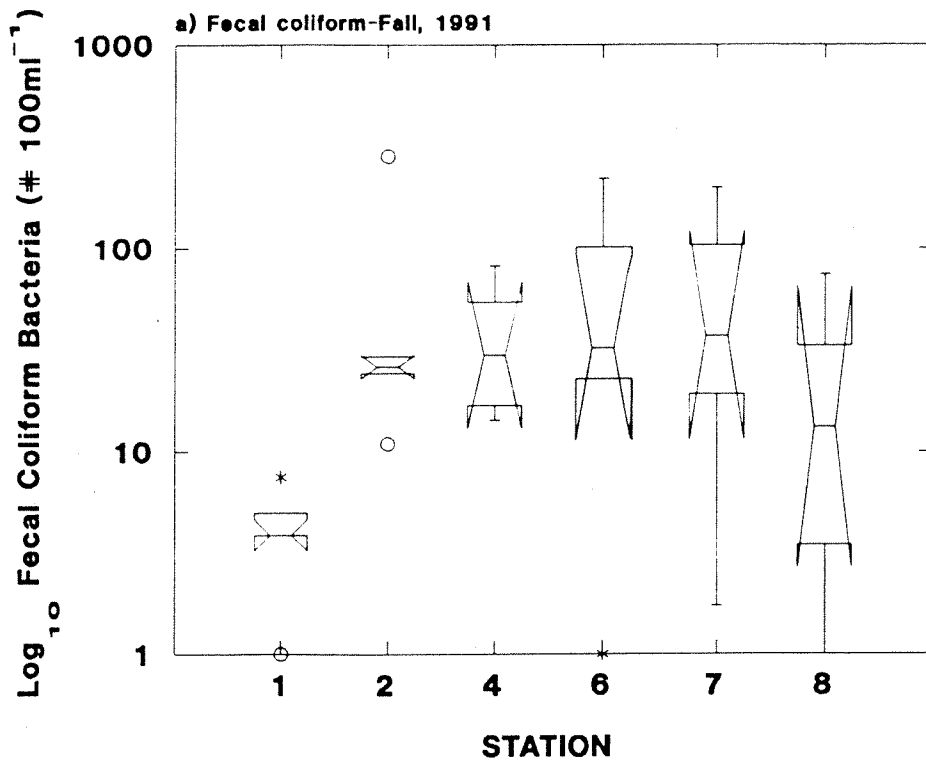 a) Fecal coliform-Fall, 1991
Log10 Fecal Coliform Bacteria (# 100ml⁻¹)
1000
100
10
1
1 2 4 6 7 8
STATION